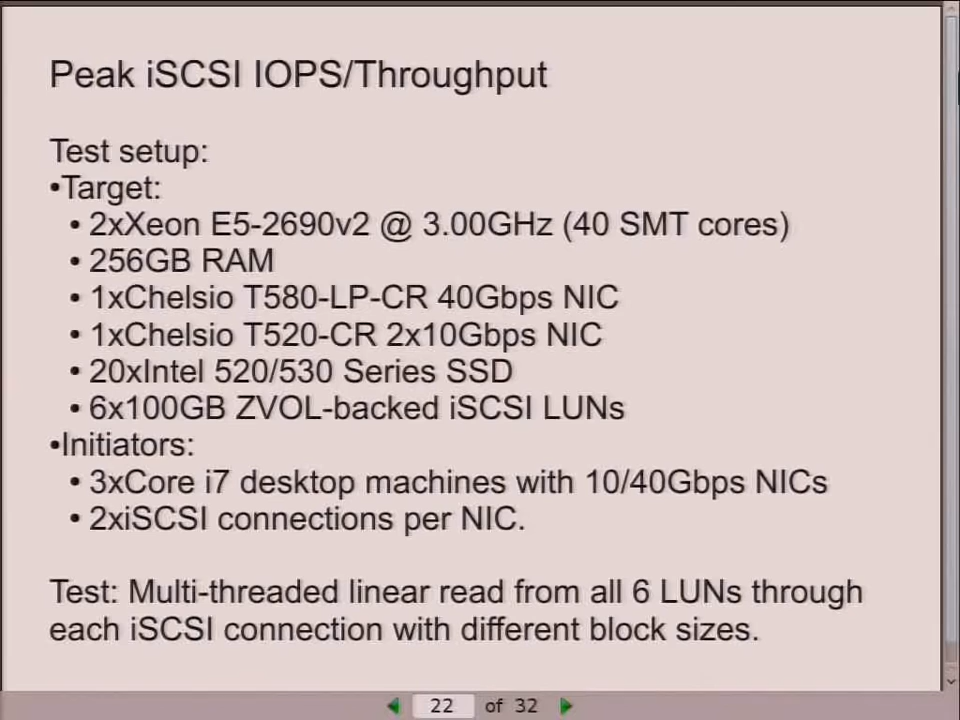 Peak iSCSI IOPS/Throughput
Test setup:
•Target:
• 2xXeon E5-2690v2 @ 3.00GHz (40 SMT cores)
• 256GB RAM
• 1xChelsio T580-LP-CR 40Gbps NIC
• 1xChelsio T520-CR 2x10Gbps NIC
• 20xIntel 520/530 Series SSD
• 6x100GB ZVOL-backed iSCSI LUNs
•Initiators:
• 3xCore i7 desktop machines with 10/40Gbps NICs
• 2xiSCSI connections per NIC.
Test: Multi-threaded linear read from all 6 LUNs through
each iSCSI connection with different block sizes.
22 of 32